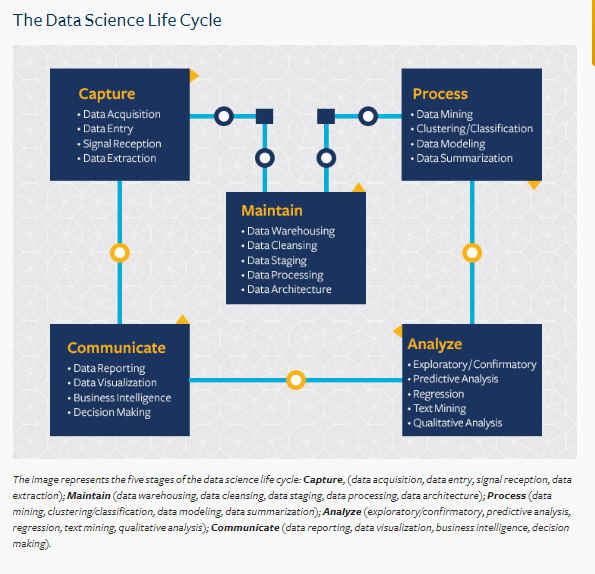 The Data Science Life Cycle
Capture
• Data Acquisition
• Data Entry
• Signal Reception
• Data Extraction
Process
• Data Mining
• Clustering/Classification
• Data Modeling
• Data Summarization
Maintain
• Data Warehousing
• Data Cleansing
• Data Staging
• Data Processing
• Data Architecture
Communicate
• Data Reporting
• Data Visualization
• Business Intelligence
• Decision Making
Analyze
• Exploratory/Confirmatory
• Predictive Analysis
• Regression
• Text Mining
• Qualitative Analysis
The image represents the five stages of the data science life cycle: Capture, (data acquisition, data entry, signal reception, data
extraction); Maintain (data warehousing, data cleansing, data staging, data processing, data architecture); Process (data
mining, clustering/classification, data modeling, data summarization); Analyze (exploratory/confirmatory, predictive analysis,
regression, text mining, qualitative analysis); Communicate (data reporting, data visualization, business intelligence, decision
making).